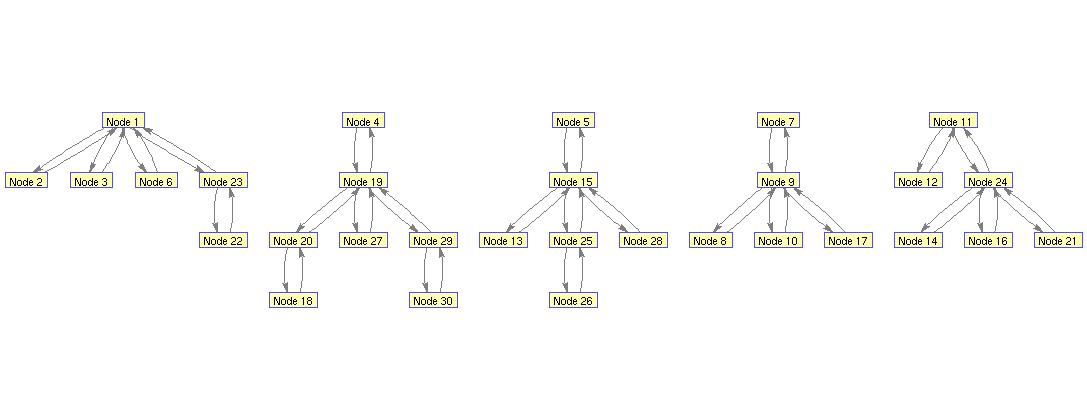 Node 1
Node 4
Node 5
Node 7
Node 11
Node 2
Node 3
Node 6
Node 23
Node 19
Node 15
Node 9
Node 12
Node 24
Node 22
Node 20
Node 27
Node 29
Node 13
Node 25
Node 28
Node 8
Node 10
Node 17
Node 14
Node 16
Node 21
Node 18
Node 30
Node 26